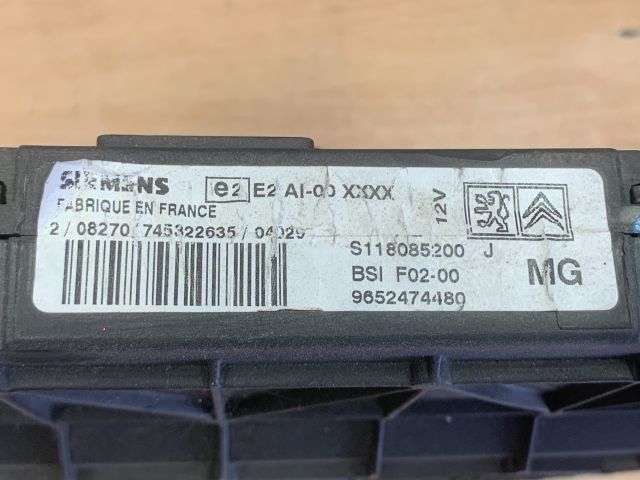 SIEMENS e2 E2 AI-00 XXXX 12V
FABRIQUE EN FRANCE
2 / 08270 / 745322635 / 04029
S118085200 J
BSI F02-00 MG
9652474480